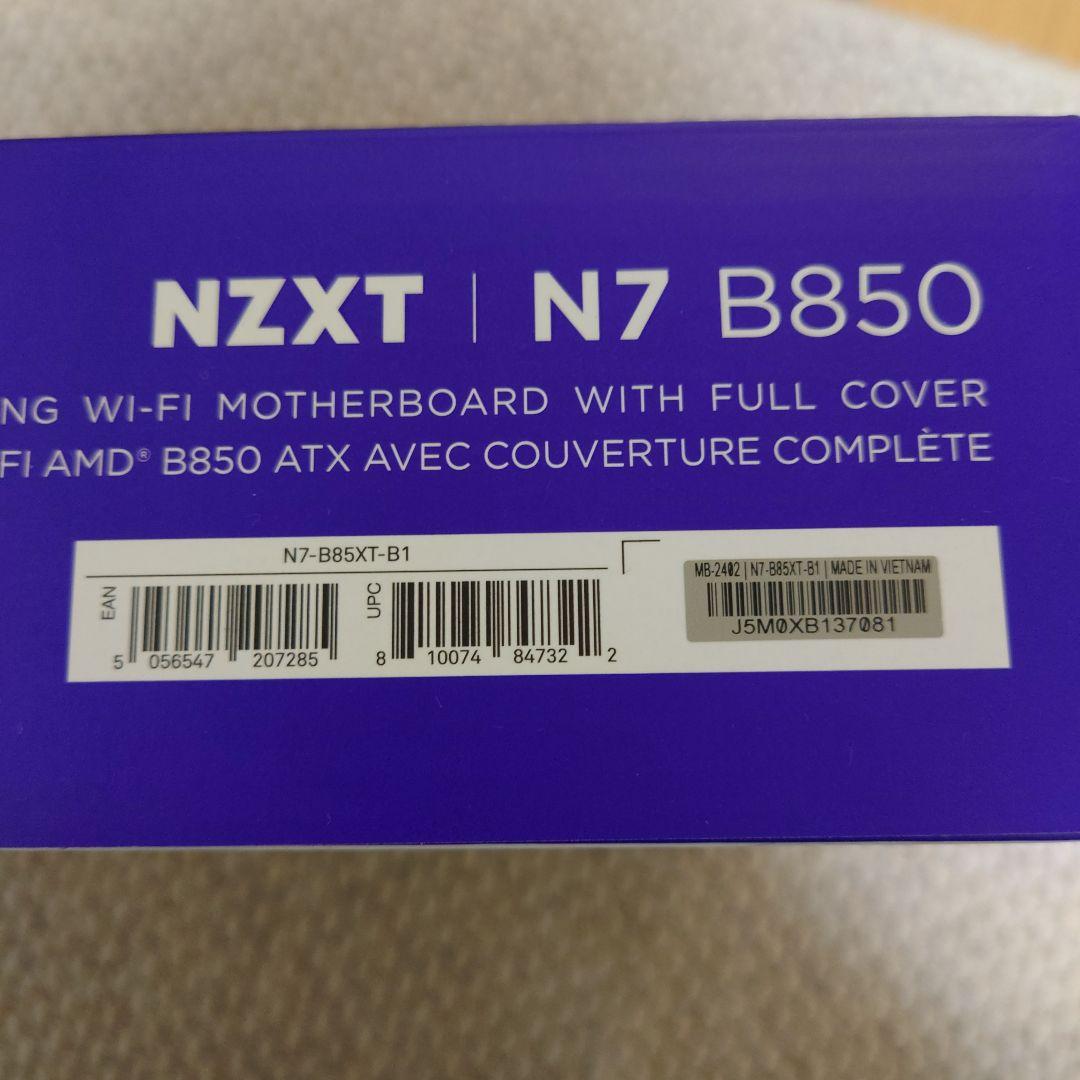 NZXT | N7 B850
NG WI-FI MOTHERBOARD WITH FULL COVER
FI AMD® B850 ATX AVEC COUVERTURE COMPLÈTE
N7-B85XT-B1
EAN
5 056547 207285
UPC
8 10074 84732 2
MB-2402 | N7-B85XT-B1 | MADE IN VIETNAM
J5M0XB137081